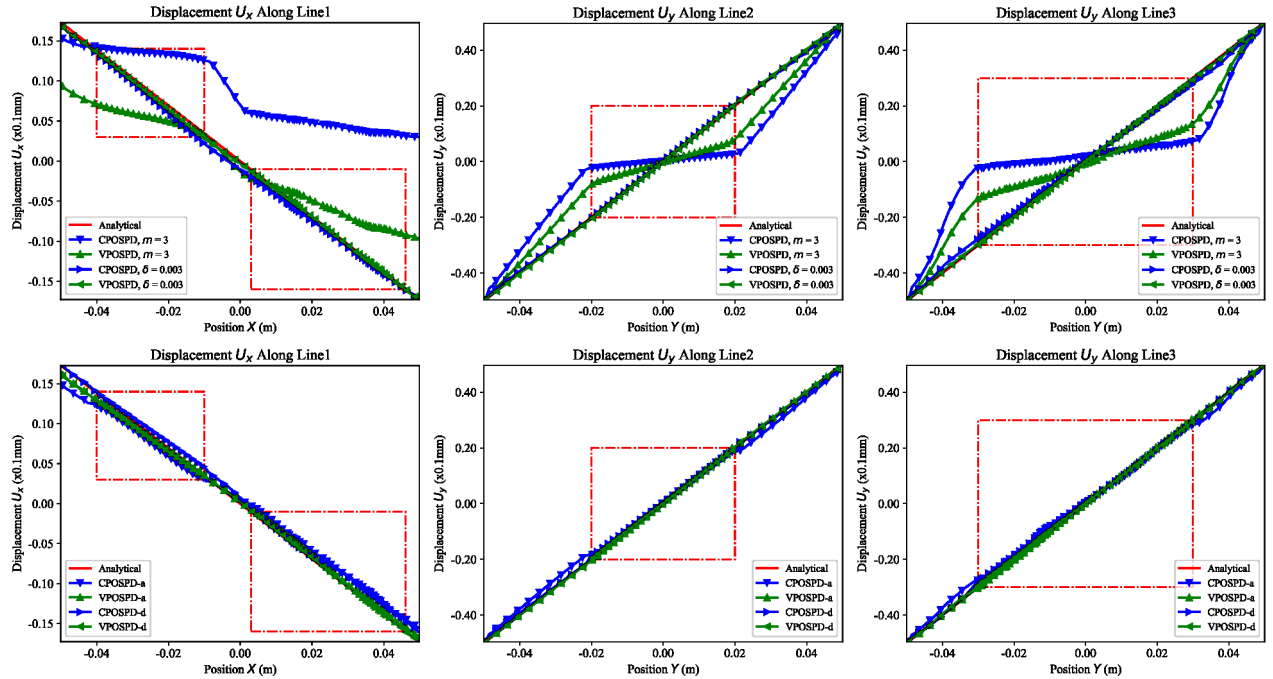 Displacement Uₓ Along Line1
Displacement Uₓ (x0.1mm)
0.15
0.10
0.05
0.00
-0.05
-0.10
-0.15
Analytical
CPOSPD, m = 3
VPOSPD, m = 3
CPOSPD, δ = 0.003
VPOSPD, δ = 0.003
-0.04 -0.02 0.00 0.02 0.04
Position X (m)
Displacement Uᵧ Along Line2
Displacement Uᵧ (x0.1mm)
0.40
0.20
0.00
-0.20
-0.40
Analytical
CPOSPD, m = 3
VPOSPD, m = 3
CPOSPD, δ = 0.003
VPOSPD, δ = 0.003
-0.04 -0.02 0.00 0.02 0.04
Position Y (m)
Displacement Uᵧ Along Line3
Displacement Uᵧ (x0.1mm)
0.40
0.20
0.00
-0.20
-0.40
Analytical
CPOSPD, m = 3
VPOSPD, m = 3
CPOSPD, δ = 0.003
VPOSPD, δ = 0.003
-0.04 -0.02 0.00 0.02 0.04
Position Y (m)
Displacement Uₓ Along Line1
Displacement Uₓ (x0.1mm)
0.15
0.10
0.05
0.00
-0.05
-0.10
-0.15
Analytical
CPOSPD-a
VPOSPD-a
CPOSPD-d
VPOSPD-d
-0.04 -0.02 0.00 0.02 0.04
Position X (m)
Displacement Uᵧ Along Line2
Displacement Uᵧ (x0.1mm)
0.40
0.20
0.00
-0.20
-0.40
Analytical
CPOSPD-a
VPOSPD-a
CPOSPD-d
VPOSPD-d
-0.04 -0.02 0.00 0.02 0.04
Position Y (m)
Displacement Uᵧ Along Line3
Displacement Uᵧ (x0.1mm)
0.40
0.20
0.00
-0.20
-0.40
Analytical
CPOSPD-a
VPOSPD-a
CPOSPD-d
VPOSPD-d
-0.04 -0.02 0.00 0.02 0.04
Position Y (m)